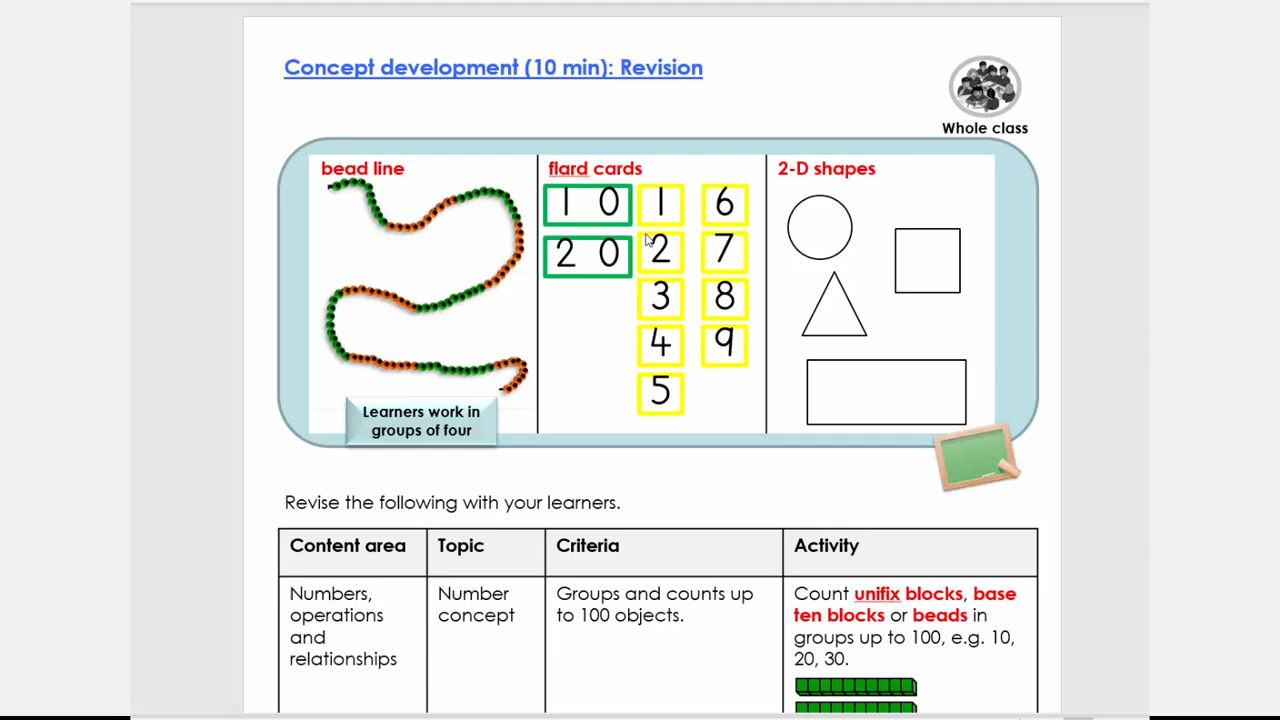 Concept development (10 min): Revision
Whole class
bead line
flard cards
2-D shapes
1 0
1
6
2 0
2
7
3
8
4
9
5
Learners work in
groups of four
Revise the following with your learners.
Content area
Topic
Criteria
Activity
Numbers,
operations
and
relationships
Number
concept
Groups and counts up
to 100 objects.
Count unifix blocks, base
ten blocks or beads in
groups up to 100, e.g. 10,
20, 30.